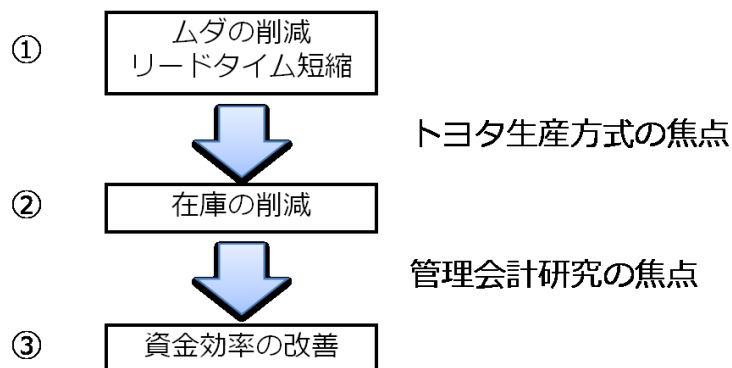 ①
ムダの削減
リードタイム短縮
トヨタ生産方式の焦点
②
在庫の削減
管理会計研究の焦点
③
資金効率の改善